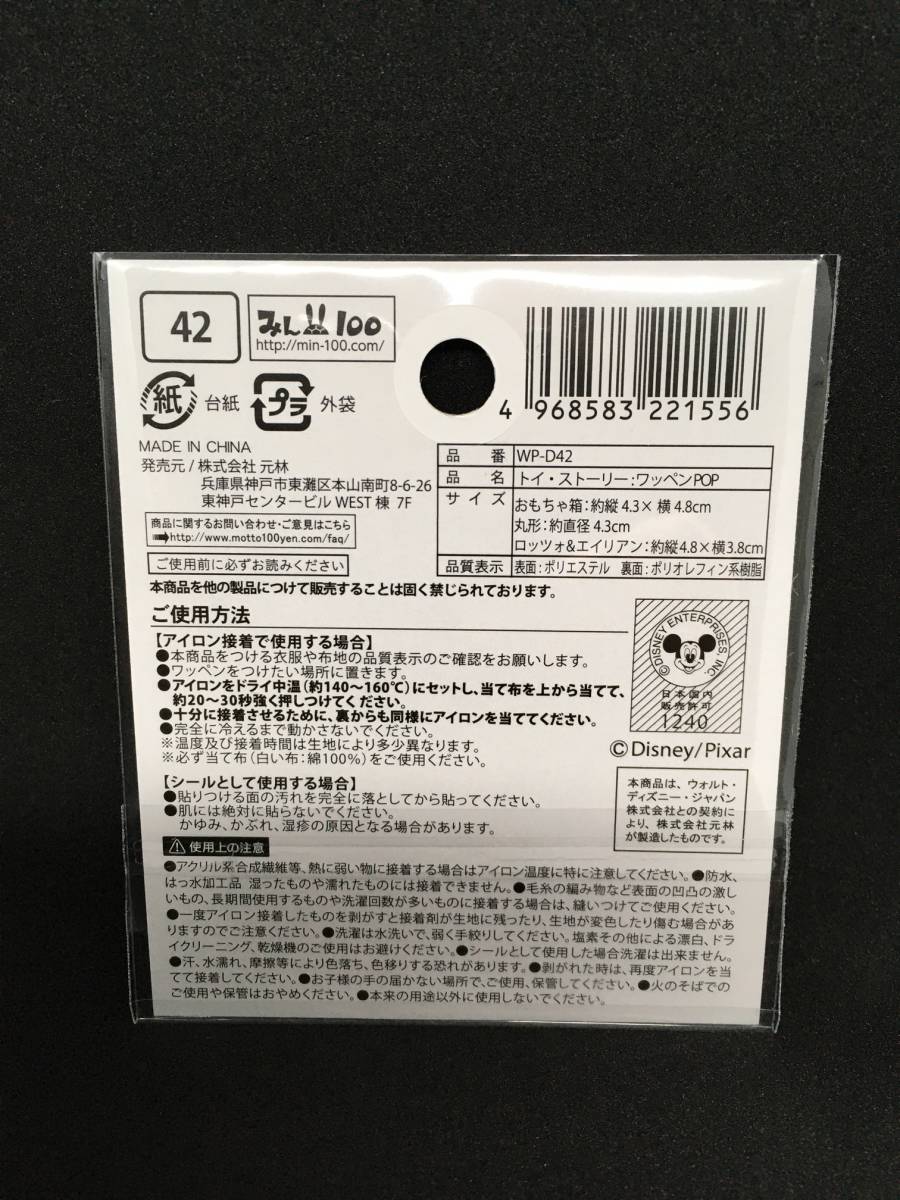 42
みん100
http://min-100.com/
紙 台紙 プラ 外袋
4 968583 221556
MADE IN CHINA
発売元/株式会社 元林
兵庫県神戸市東灘区本山南町8-6-26
東神戸センタービル WEST 棟 7F
商品に関するお問い合わせ・ご意見はこちら
http://www.motto100yen.com/faq/
ご使用前に必ずお読みください
品番 WP-D42
品名 トイ・ストーリー:ワッペンPOP
サイズ おもちゃ箱:約縦 4.3×横 4.8cm
丸形:約直径 4.3cm
ロッツォ&エイリアン:約縦4.8×横3.8cm
品質表示 表面:ポリエステル 裏面:ポリオレフィン系樹脂
本商品を他の製品につけて販売することは固く禁じられております。
ご使用方法
【アイロン接着で使用する場合】
●本商品をつける衣服や布地の品質表示のご確認をお願いします。
●ワッペンをつけたい場所に置きます。
●アイロンをドライ中温(約140〜160℃)にセットし、当て布を上から当てて、
約20〜30秒強く押しつけてください。
●十分に接着させるために、裏からも同様にアイロンを当ててください。
●完全に冷えるまで動かさないでください。
※温度及び接着時間は生地により多少異なります。
※必ず当て布(白い布:綿100%)をご使用ください。
【シールとして使用する場合】
●貼りつける面の汚れを完全に落としてから貼ってください。
●肌には絶対に貼らないでください。
かゆみ、かぶれ、湿疹の原因となる場合があります。
©DISNEY ENTERPRISES, INC.
日本国内
販売許可
1240
©Disney/Pixar
本商品は、ウォルト・
ディズニー・ジャパン
株式会社との契約に
より、株式会社元林
が製造したものです。
使用上の注意
●アクリル系合成繊維等、熱に弱い物に接着する場合はアイロン温度に特に注意してください。●防水、
はっ水加工品 湿ったものや濡れたものには接着できません。●毛糸の編み物など表面の凹凸の激し
いもの、長期間使用するものや洗濯回数が多いものに接着する場合は、縫いつけてご使用ください。
●一度アイロン接着したものを剥がすと接着剤が生地に残ったり、生地が変色したり傷む場合があ
りますのでご注意ください。●洗濯は水洗いで、弱く手絞りしてください。塩素その他による漂白、ドラ
イクリーニング、乾燥機のご使用はお避けください。●シールとして使用した場合洗濯は出来ません。
●汗、水濡れ、摩擦等により色落ち、色移りする恐れがあります。●剥がれた時は、再度アイロンを当
てて接着してください。●お子様の手の届かない場所で、ご使用、保管してください。●火のそばでの
ご使用や保管はおやめください。●本来の用途以外に使用しないでください。